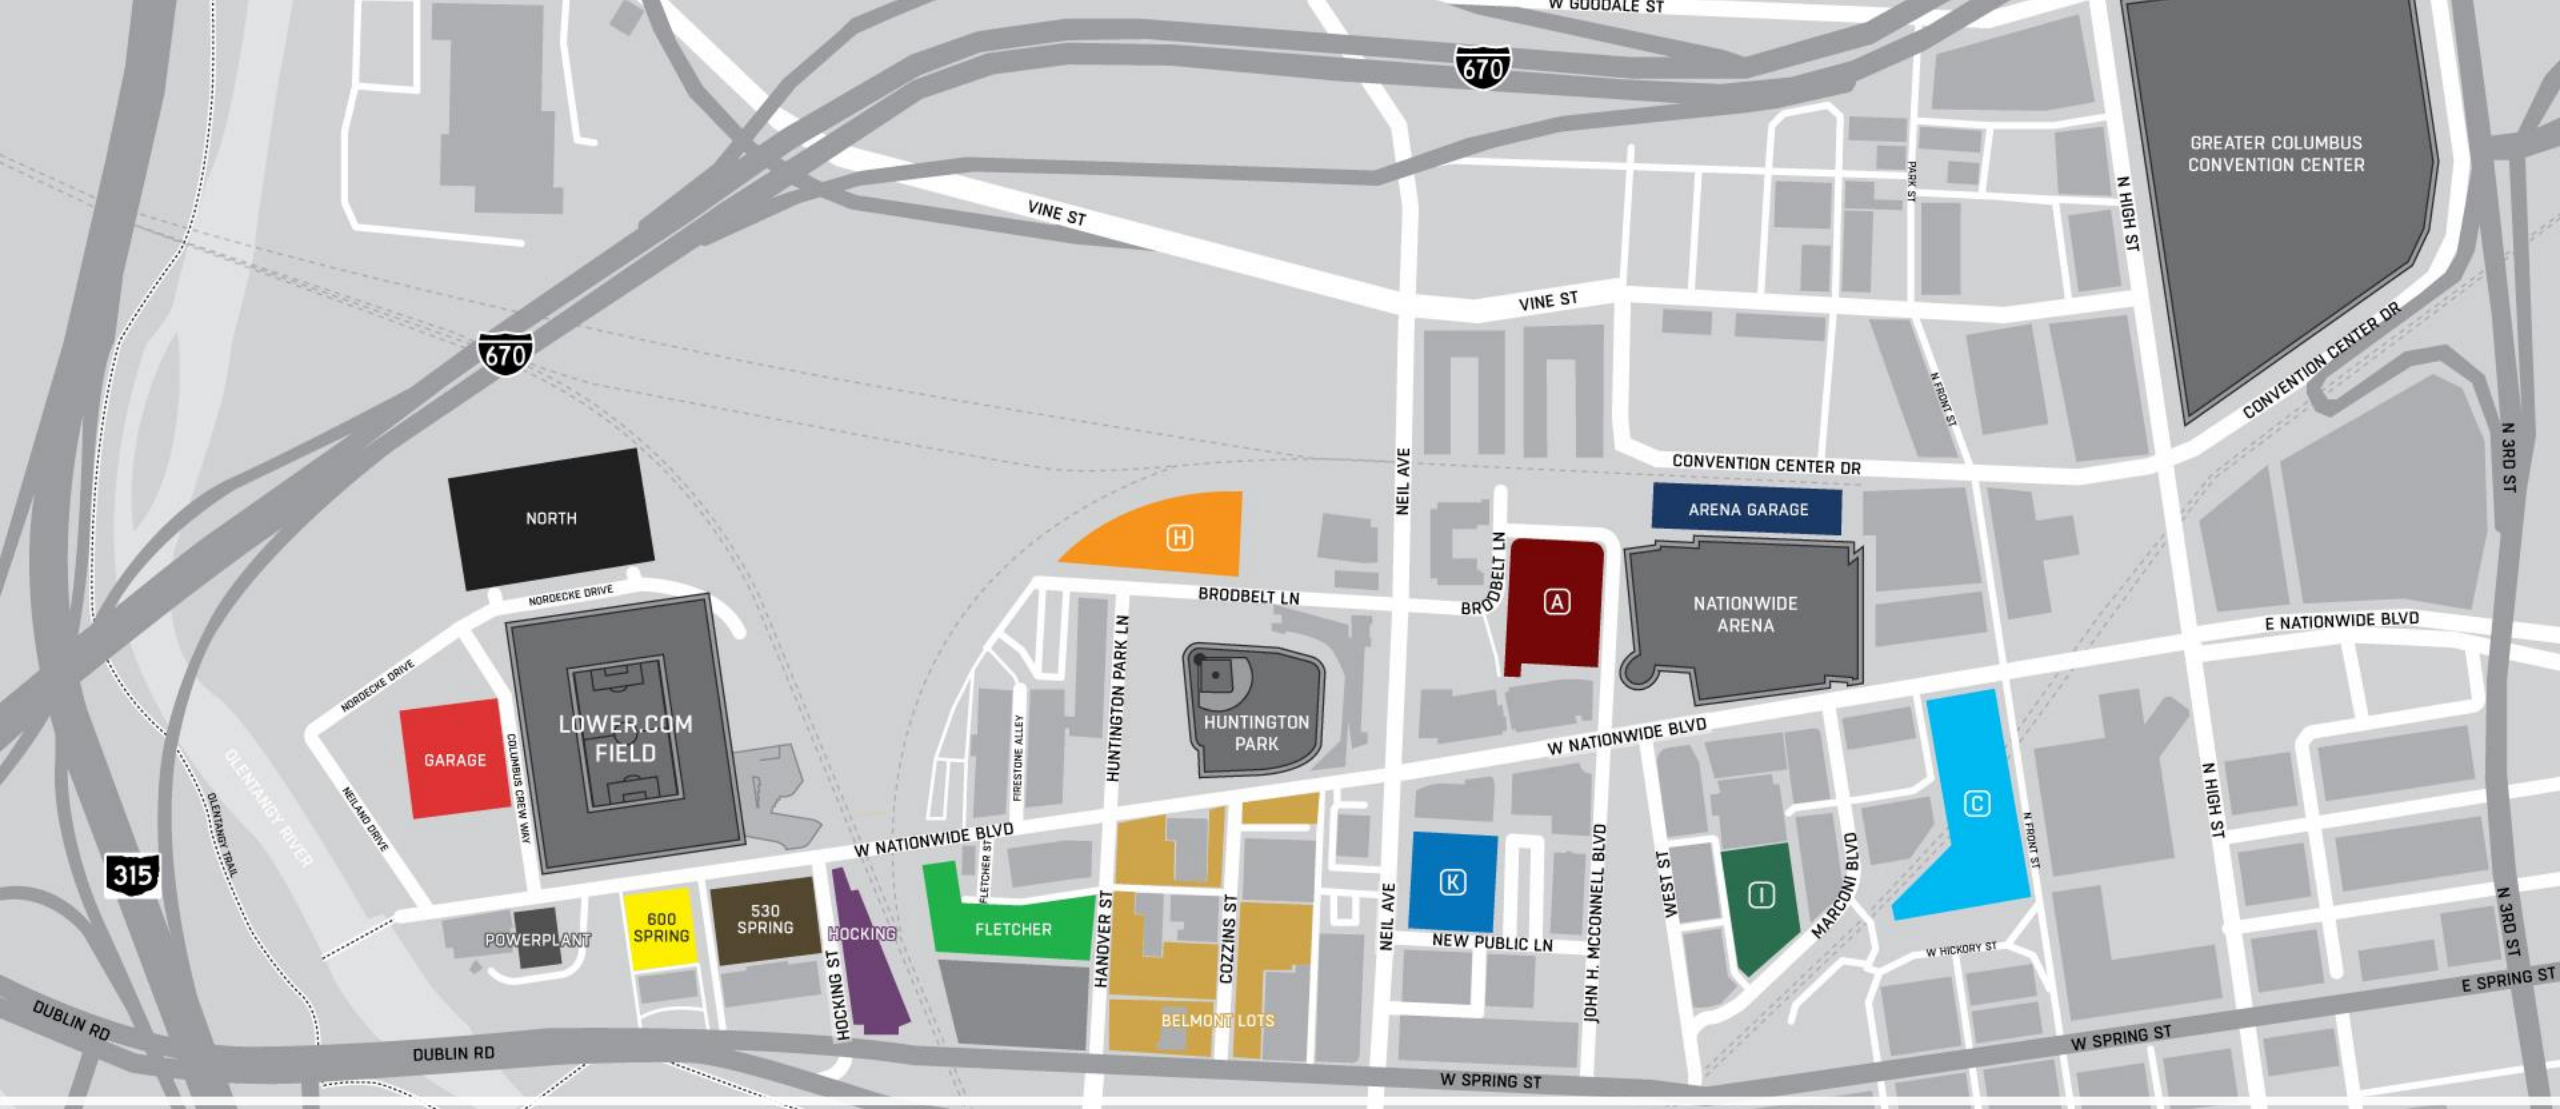 W GOODALE ST
670
GREATER COLUMBUS
CONVENTION CENTER
PARK ST
N HIGH ST
VINE ST
VINE ST
CONVENTION CENTER DR
670
N FRONT ST
N 3RD ST
NEIL AVE
CONVENTION CENTER DR
ARENA GARAGE
NORTH
H
BRODBELT LN
BRODBELT LN
BRODBELT LN
A
NATIONWIDE
ARENA
NORDECKE DRIVE
NORDECKE DRIVE
E NATIONWIDE BLVD
HUNTINGTON PARK LN
HUNTINGTON
PARK
LOWER.COM
FIELD
GARAGE
COLUMBUS CREW WAY
NEILAND DRIVE
OLENTANGY RIVER
OLENTANGY TRAIL
FIRESTONE ALLEY
W NATIONWIDE BLVD
W NATIONWIDE BLVD
FLETCHER ST
C
N FRONT ST
N HIGH ST
315
K
I
WEST ST
MARCONI BLVD
JOHN H. MCCONNELL BLVD
NEIL AVE
NEW PUBLIC LN
W HICKORY ST
N 3RD ST
POWERPLANT
600
SPRING
530
SPRING
HOCKING
HOCKING ST
FLETCHER
HANOVER ST
COZZINS ST
BELMONT LOTS
DUBLIN RD
DUBLIN RD
W SPRING ST
W SPRING ST
E SPRING ST